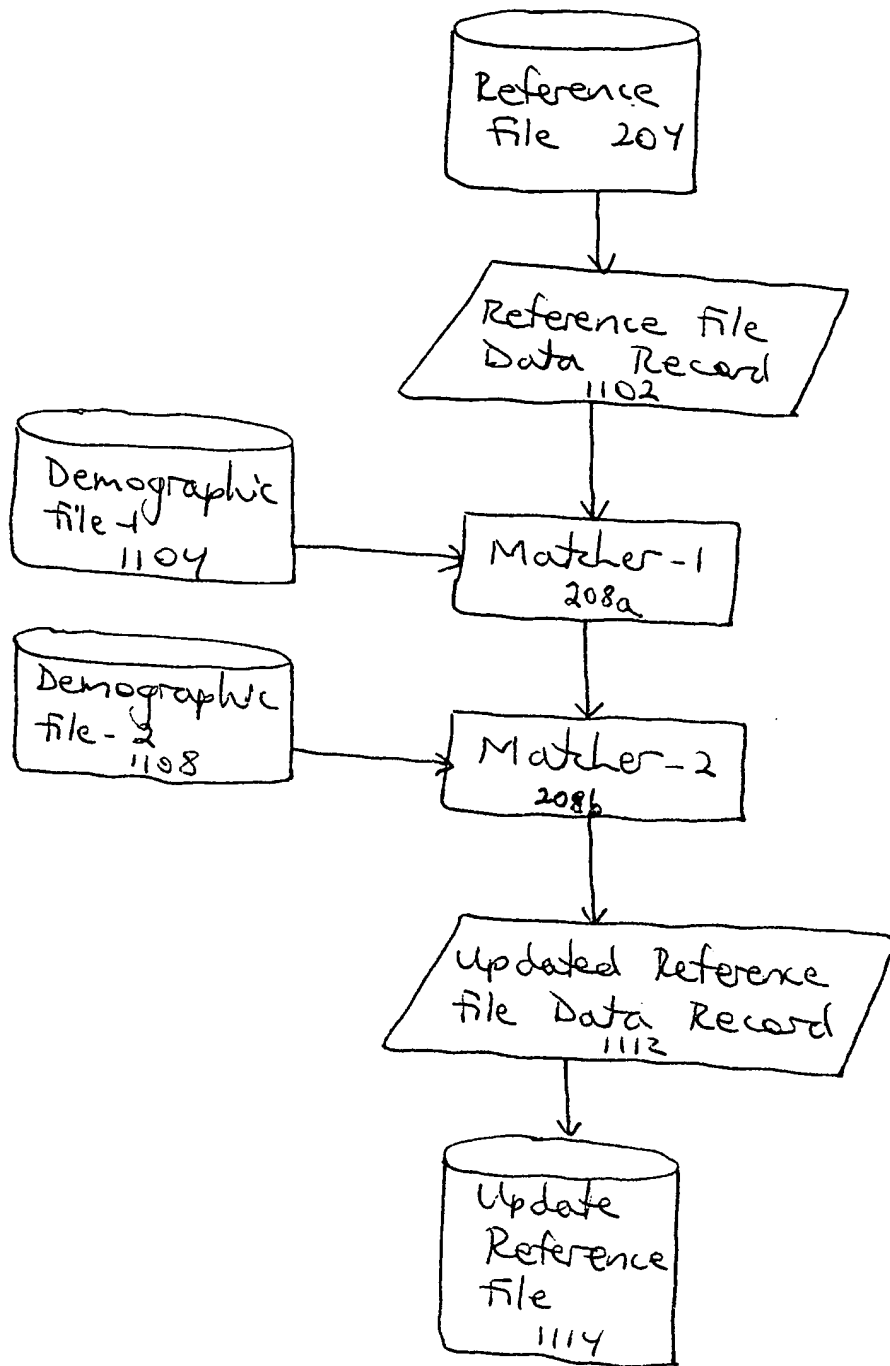 Reference
File 204
Reference File
Data Record
1102
Demographic
File-1
1104
Matcher-1
208a
Demographic
File-2
1108
Matcher-2
208b
Updated Reference
File Data Record
1112
Update
Reference
File
1114